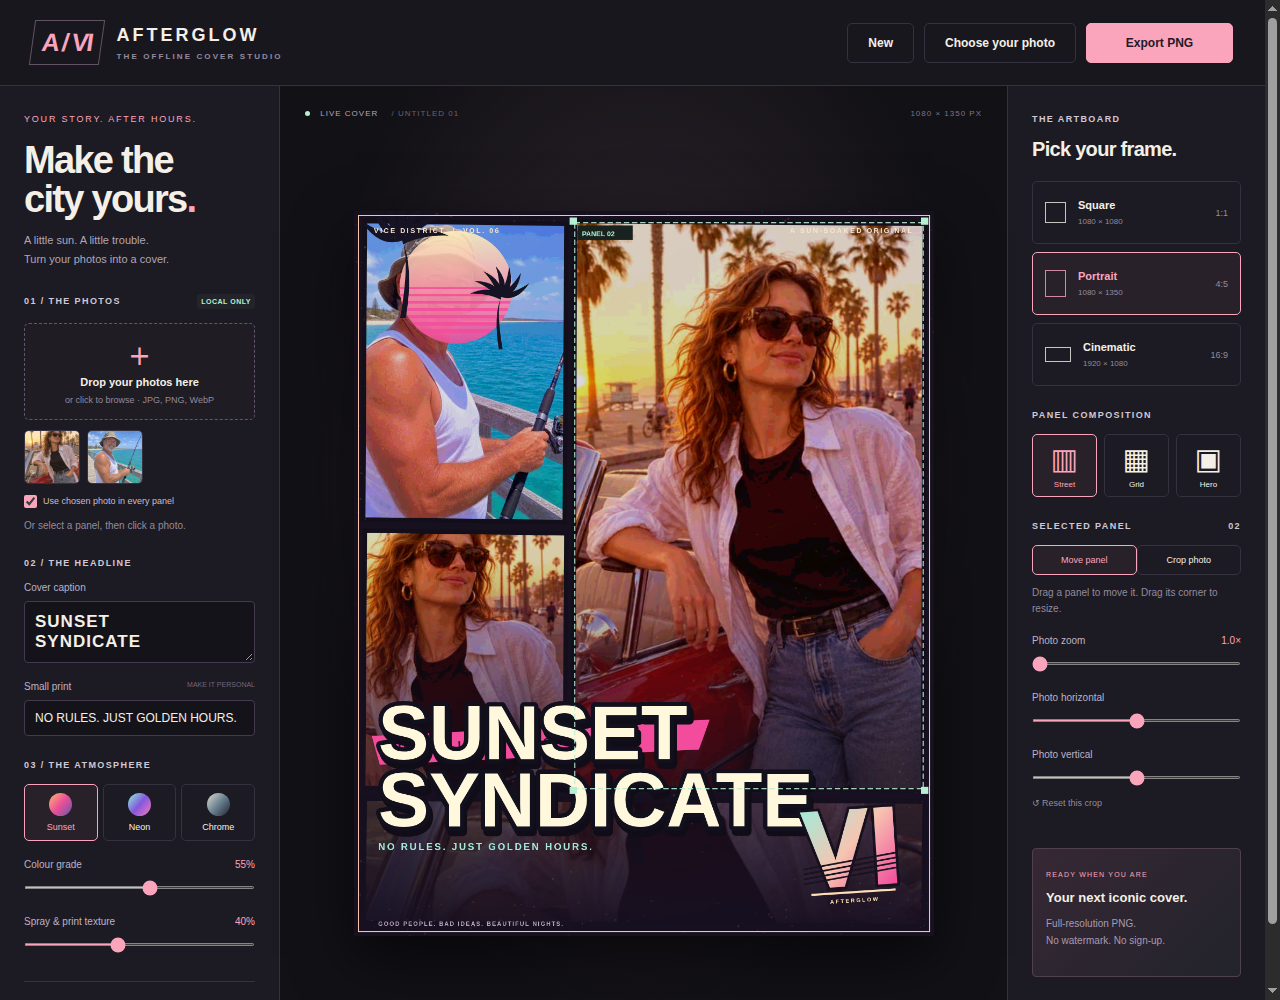 A/VI
AFTERGLOW
THE OFFLINE COVER STUDIO
New
Choose your photo
Export PNG
YOUR STORY. AFTER HOURS.
Make the
city yours.
A little sun. A little trouble.
Turn your photos into a cover.
01 / THE PHOTOS
LOCAL ONLY
+
Drop your photos here
or click to browse · JPG, PNG, WebP
Use chosen photo in every panel
Or select a panel, then click a photo.
02 / THE HEADLINE
Cover caption
SUNSET
SYNDICATE
Small print
MAKE IT PERSONAL
NO RULES. JUST GOLDEN HOURS.
03 / THE ATMOSPHERE
Sunset
Neon
Chrome
Colour grade
55%
Spray & print texture
40%
LIVE COVER
/ UNTITLED 01
1080 × 1350 PX
VICE DISTRICT / VOL. 06
PANEL 02
A SUN-SOAKED ORIGINAL
SUNSET
SYNDICATE
NO RULES. JUST GOLDEN HOURS.
VI
AFTERGLOW
GOOD PEOPLE. BAD IDEAS. BEAUTIFUL NIGHTS.
THE ARTBOARD
Pick your frame.
Square
1080 × 1080
1:1
Portrait
1080 × 1350
4:5
Cinematic
1920 × 1080
16:9
PANEL COMPOSITION
Street
Grid
Hero
SELECTED PANEL
02
Move panel
Crop photo
Drag a panel to move it. Drag its corner to
resize.
Photo zoom
1.0×
Photo horizontal
Photo vertical
↺ Reset this crop
READY WHEN YOU ARE
Your next iconic cover.
Full-resolution PNG.
No watermark. No sign-up.